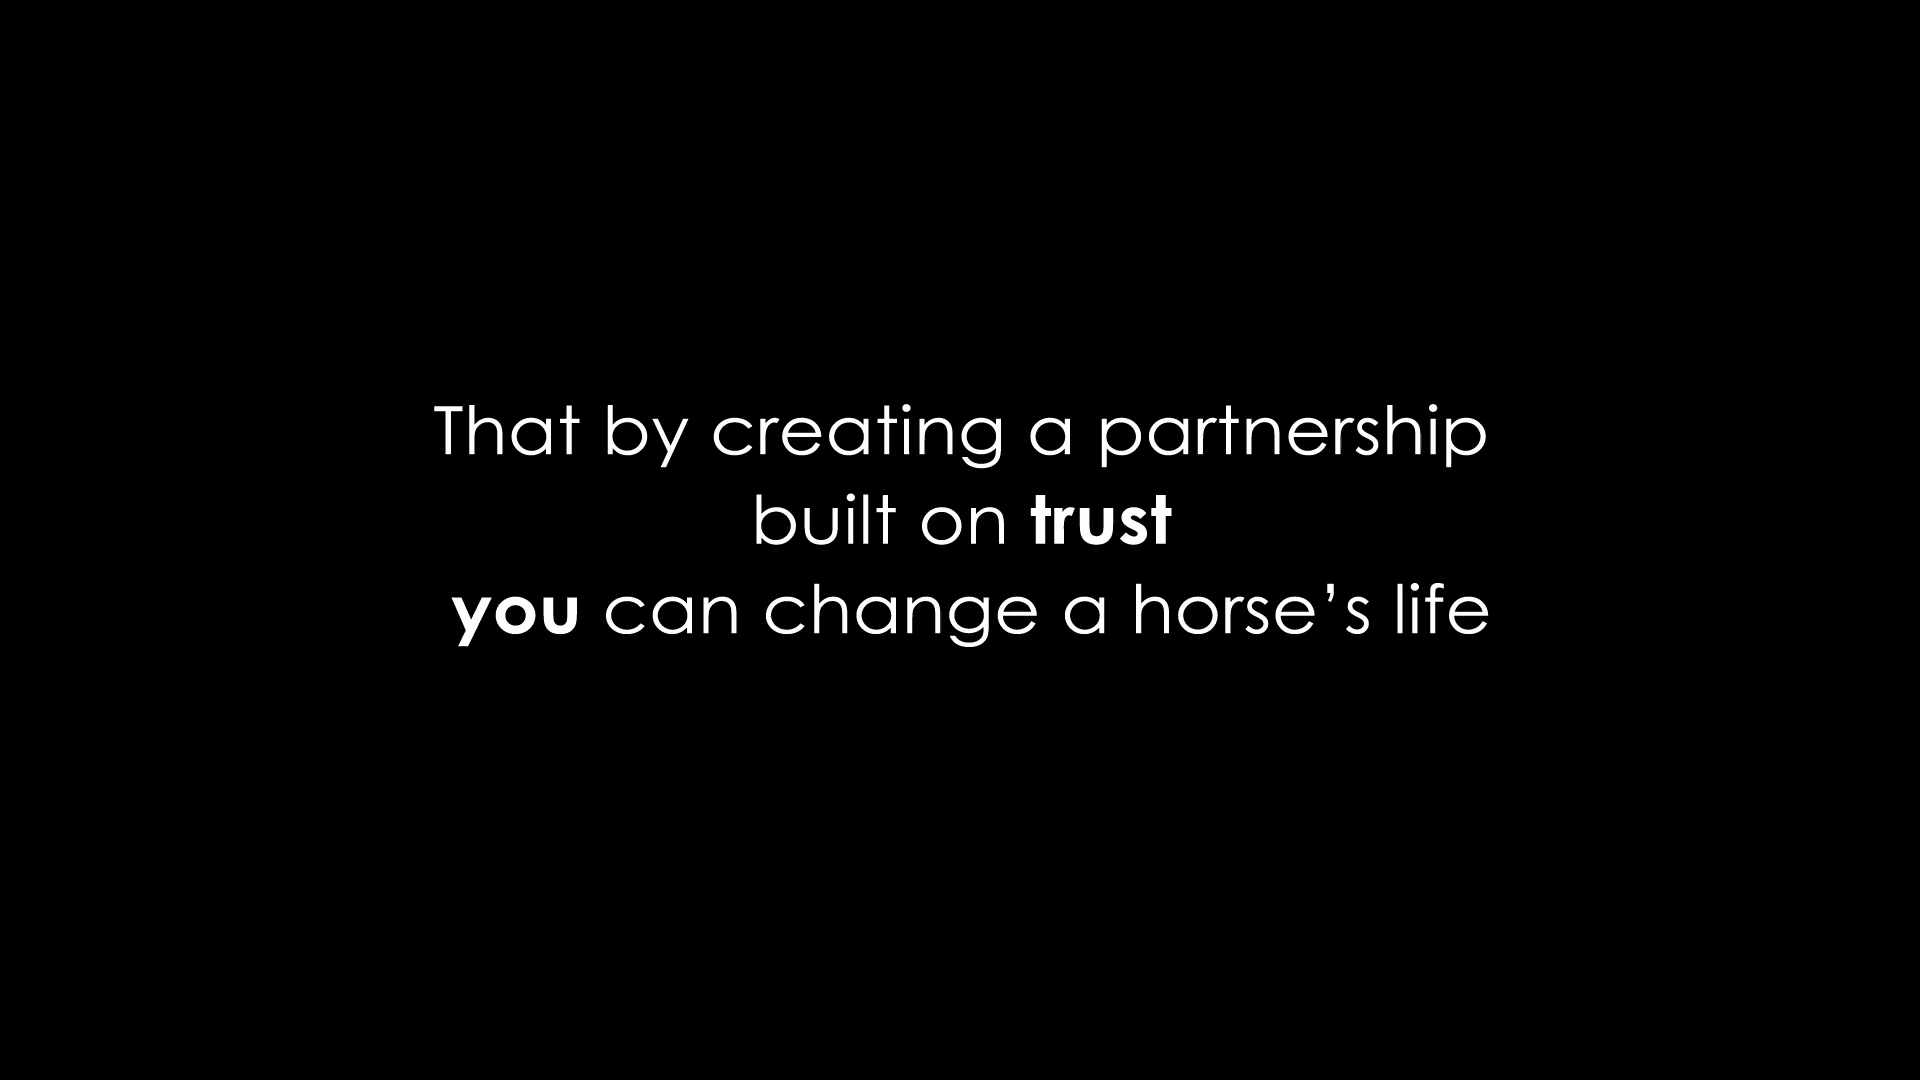 That by creating a partnership
built on trust
you can change a horse’s life